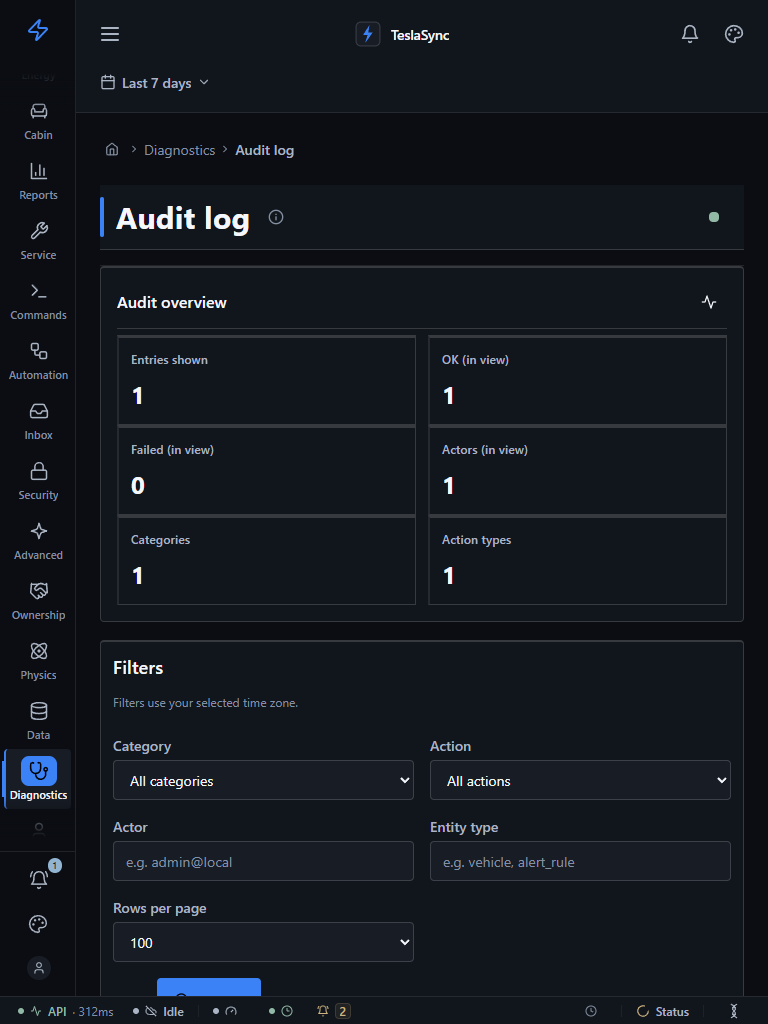 TeslaSync
Last 7 days
Diagnostics
Audit log
Cabin
Reports
Service
Commands
Automation
Inbox
Security
Advanced
Ownership
Physics
Data
Diagnostics
1
Audit log
Audit overview
Entries shown
1
OK (in view)
1
Failed (in view)
0
Actors (in view)
1
Categories
1
Action types
1
Filters
Filters use your selected time zone.
Category
All categories
Action
All actions
Actor
e.g. admin@local
Entity type
e.g. vehicle, alert_rule
Rows per page
100
API · 312ms
Idle
2
Status